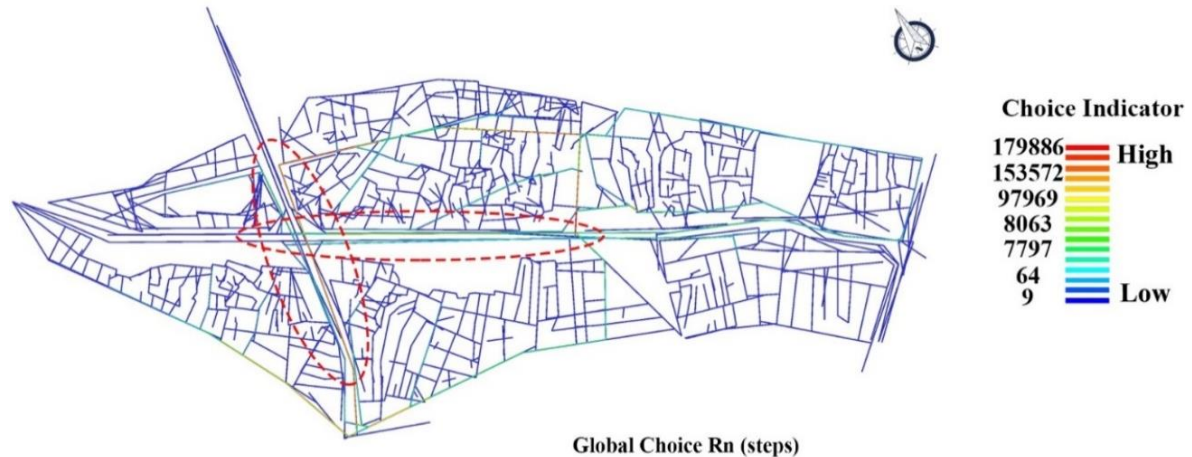 Choice Indicator
179886
High
153572
97969
8063
7797
64
Low
9
Global Choice Rn (steps)